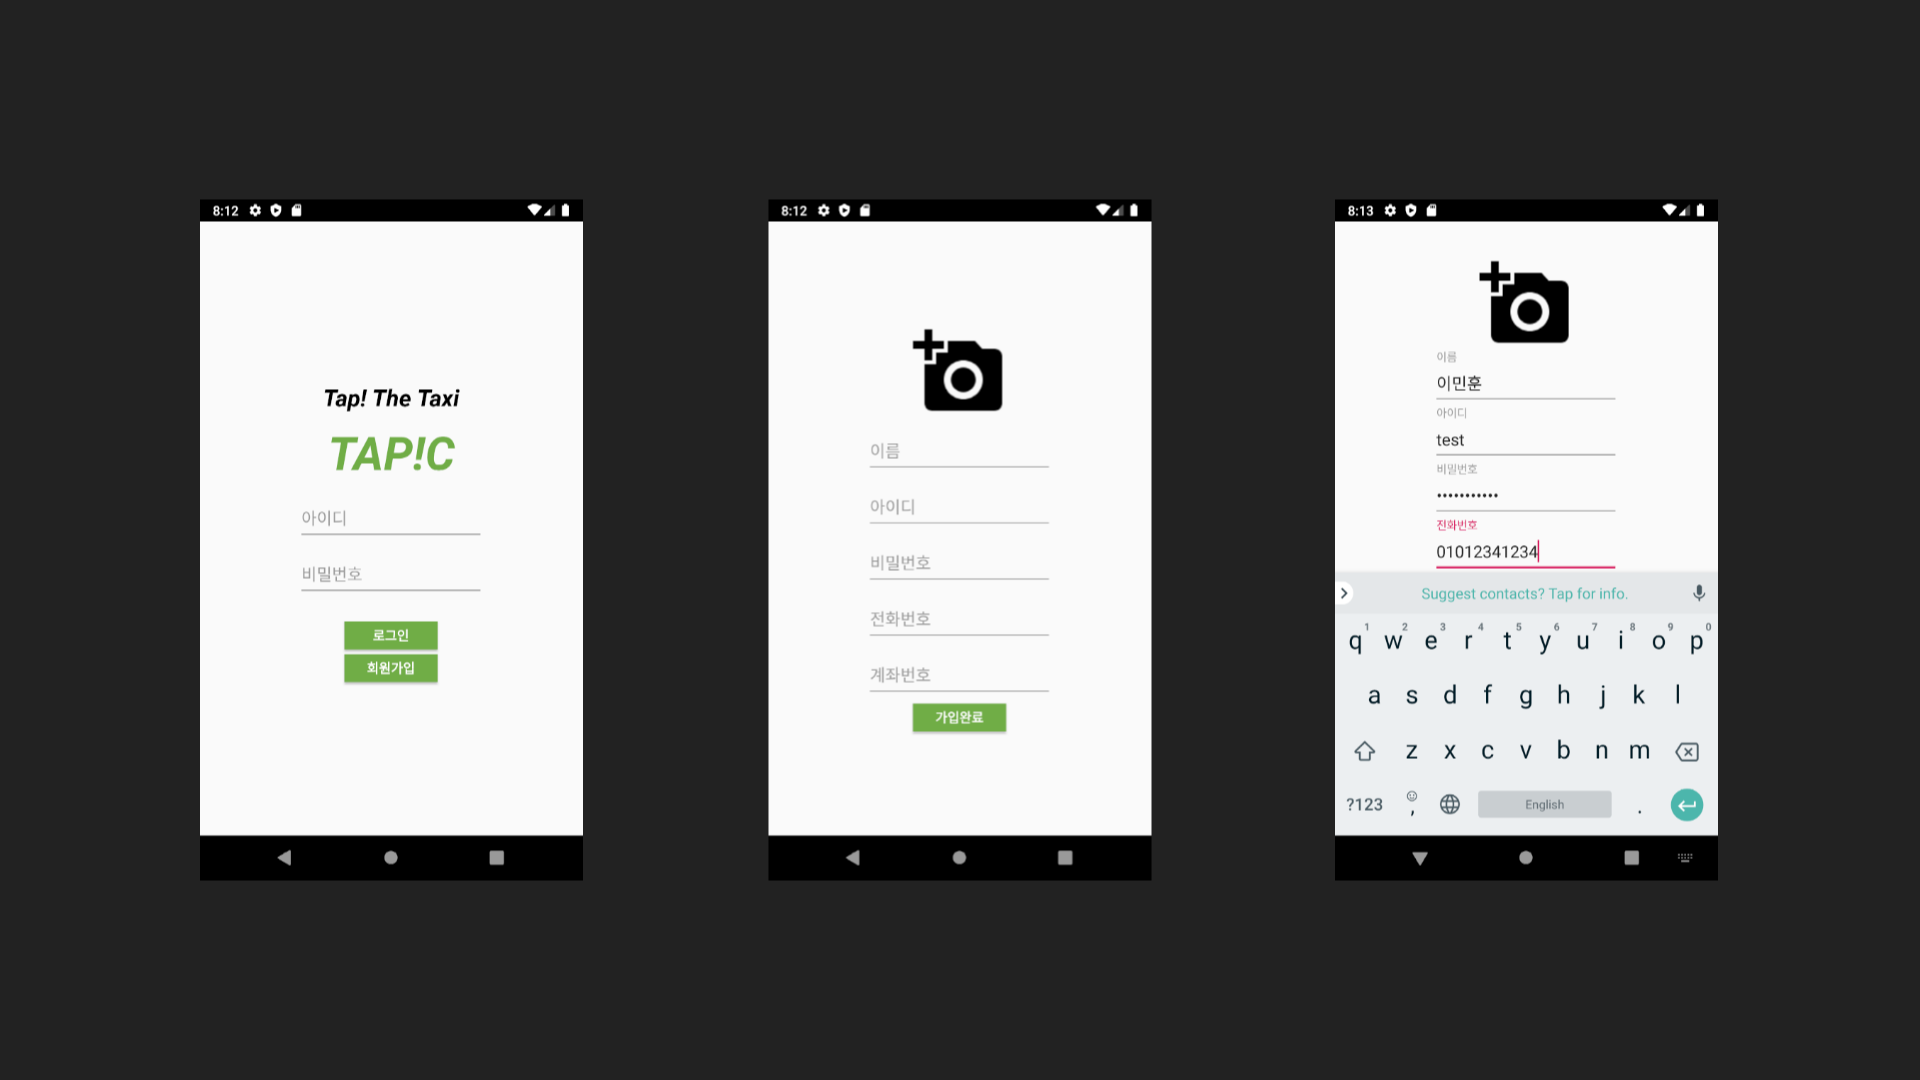 8:12
Tap! The Taxi
TAP!C
아이디
비밀번호
로그인
회원가입
8:12
이름
아이디
비밀번호
전화번호
계좌번호
가입완료
8:13
이름
이민훈
아이디
test
비밀번호
•••••••••••
전화번호
01012341234
Suggest contacts? Tap for info.
1 2 3 4 5 6 7 8 9 0
q w e r t y u i o p
a s d f g h j k l
z x c v b n m
?123 , English .